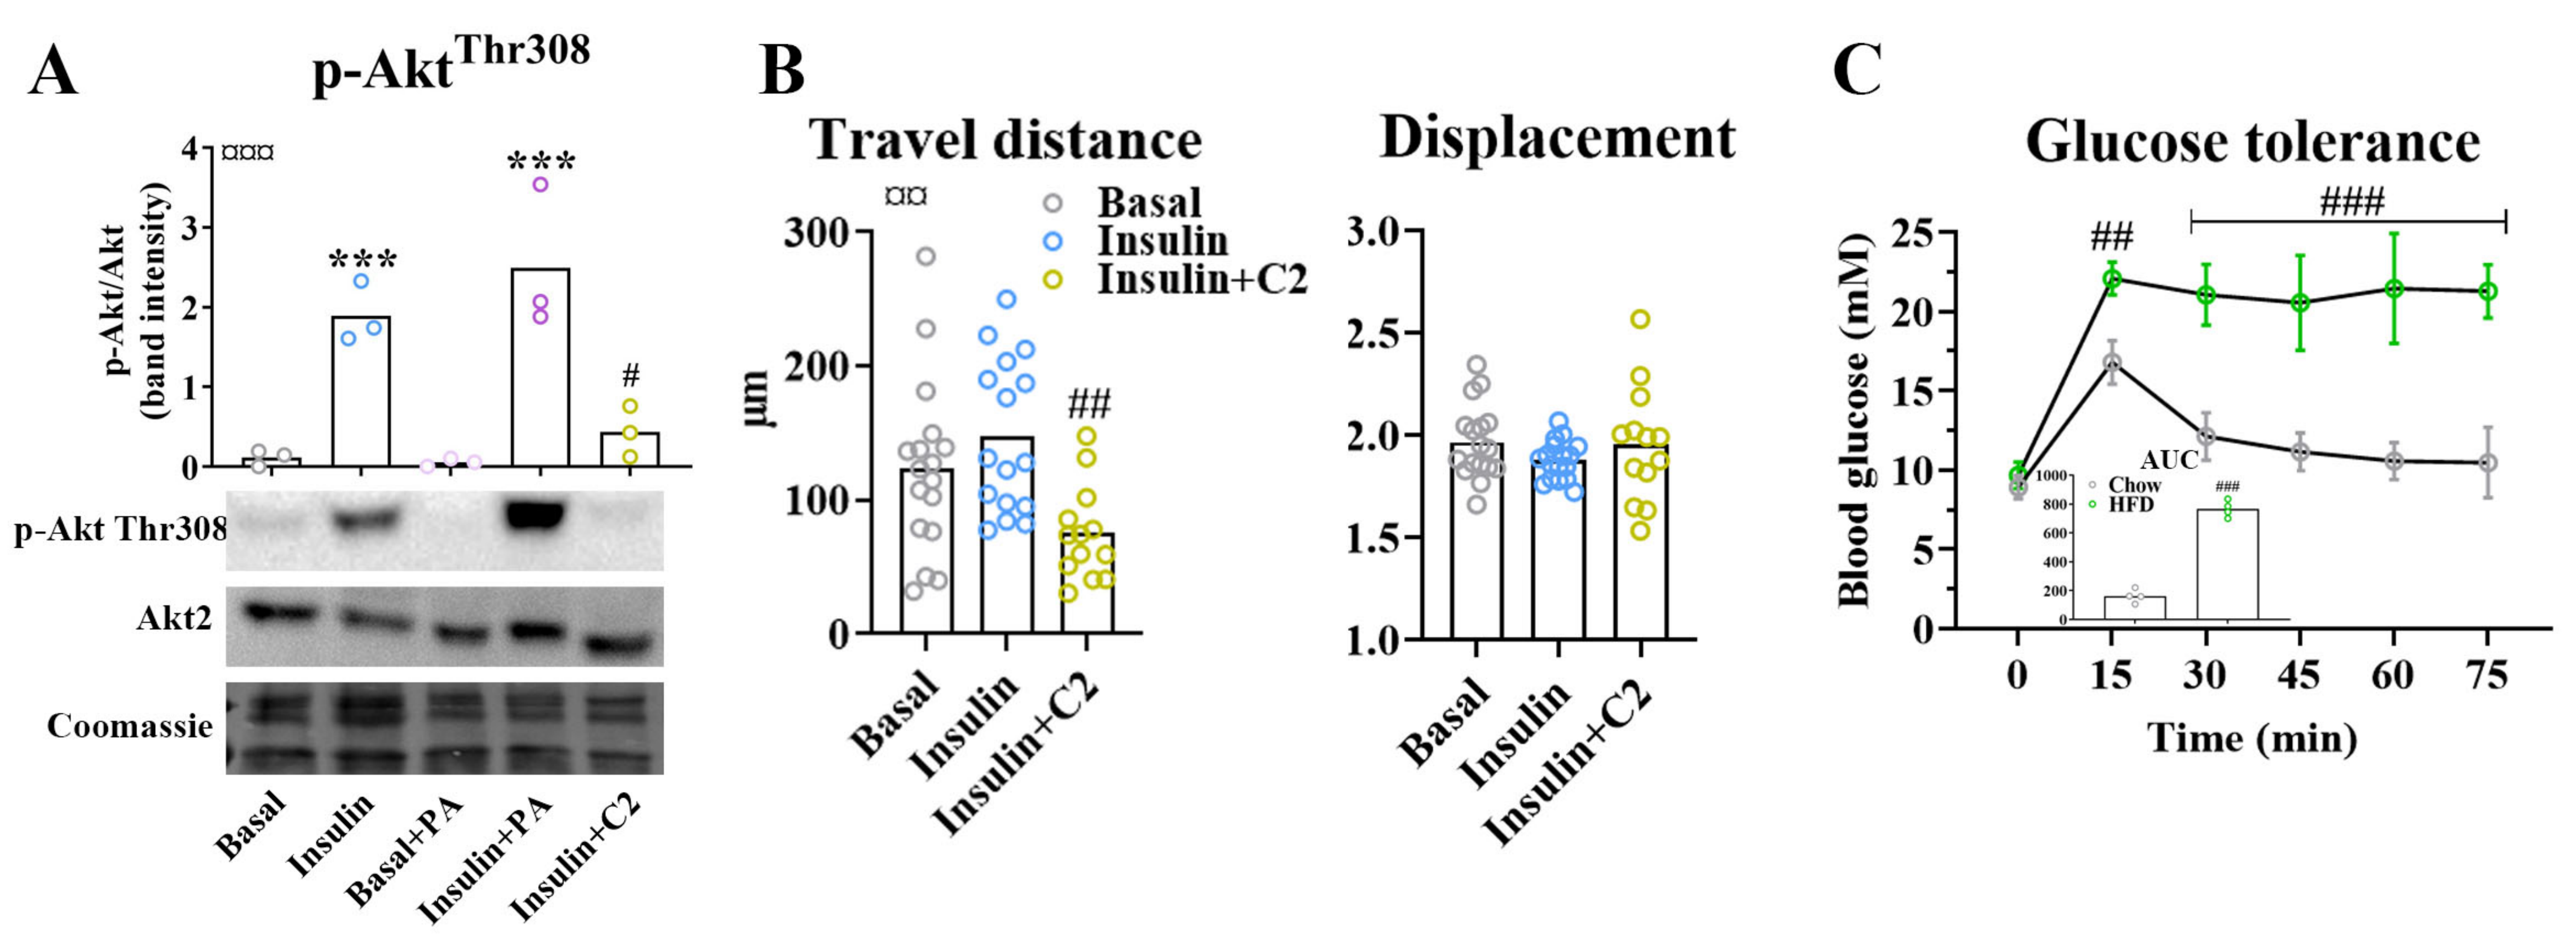 A
p-Akt Thr308
p-Akt/Akt
(band intensity)
4
3
2
1
0
¤¤¤
***
***
#
p-Akt Thr308
Akt2
Coomassie
Basal
Insulin
Basal+PA
Insulin+PA
Insulin+C2
B
Travel distance
¤¤
Basal
Insulin
Insulin+C2
µm
300
200
100
0
##
Basal
Insulin
Insulin+C2
Displacement
3.0
2.5
2.0
1.5
1.0
Basal
Insulin
Insulin+C2
C
Glucose tolerance
Blood glucose (mM)
25
20
15
10
5
0
##
###
AUC
1000
800
600
400
200
0
Chow
HFD
###
0 15 30 45 60 75
Time (min)